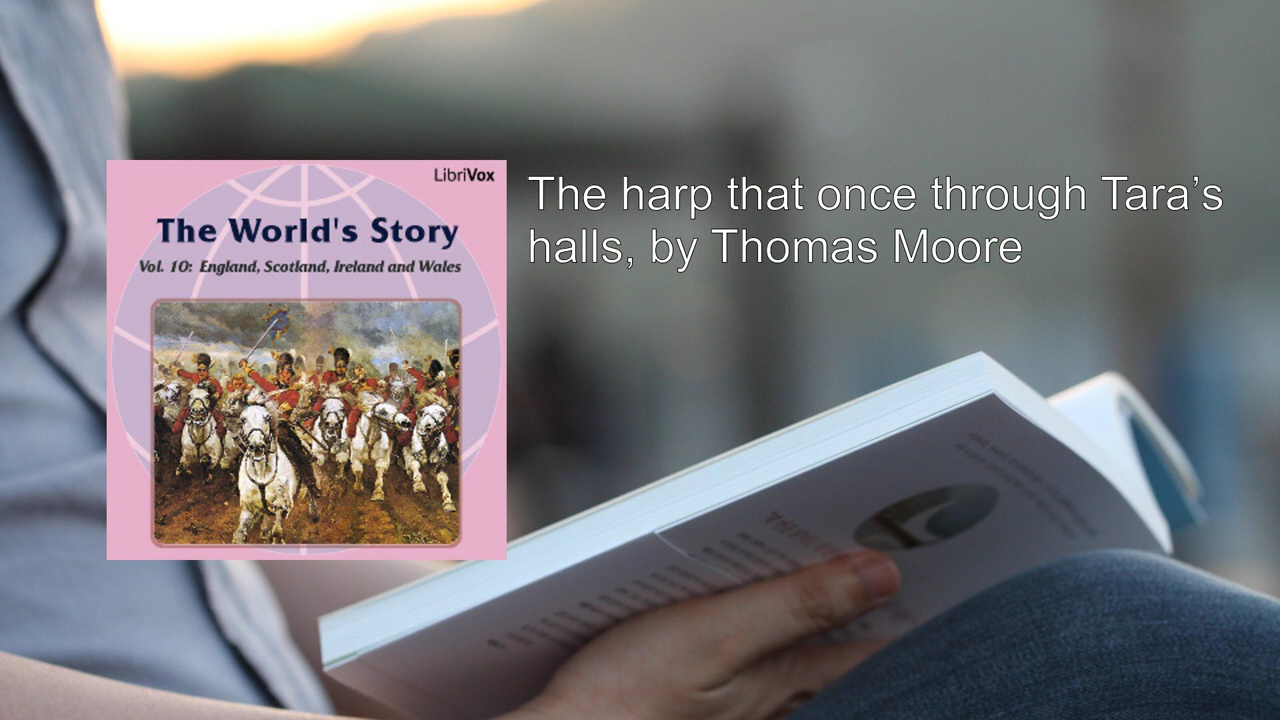 LibriVox
The World's Story
Vol. 10: England, Scotland, Ireland and Wales
The harp that once through Tara’s
halls, by Thomas Moore